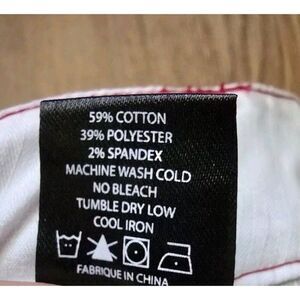 59% COTTON
39% POLYESTER
2% SPANDEX
MACHINE WASH COLD
NO BLEACH
TUMBLE DRY LOW
COOL IRON
FABRIQUE IN CHINA